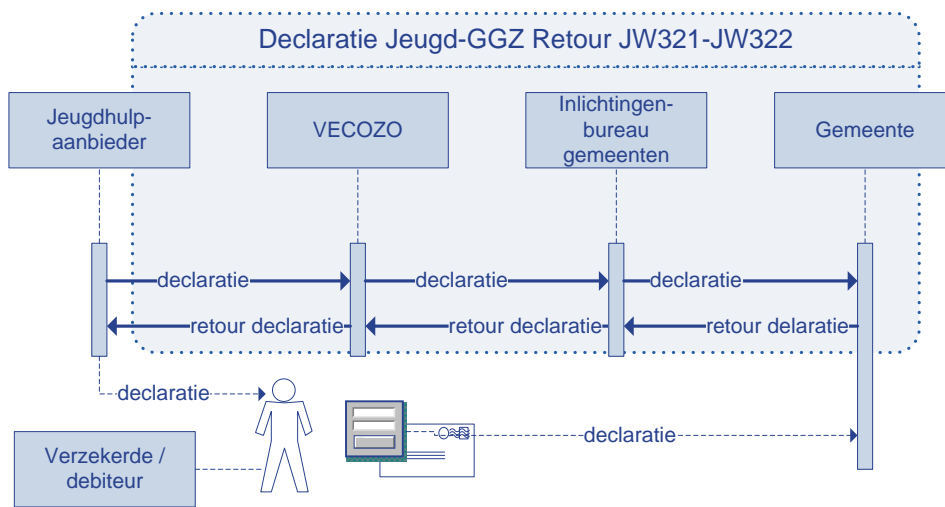 Declaratie Jeugd-GGZ Retour JW321-JW322
Jeugdhulp-
aanbieder
VECOZO
Inlichtingen-
bureau
gemeenten
Gemeente
declaratie
declaratie
declaratie
retour declaratie
retour declaratie
retour delaratie
declaratie
declaratie
Verzekerde /
debiteur